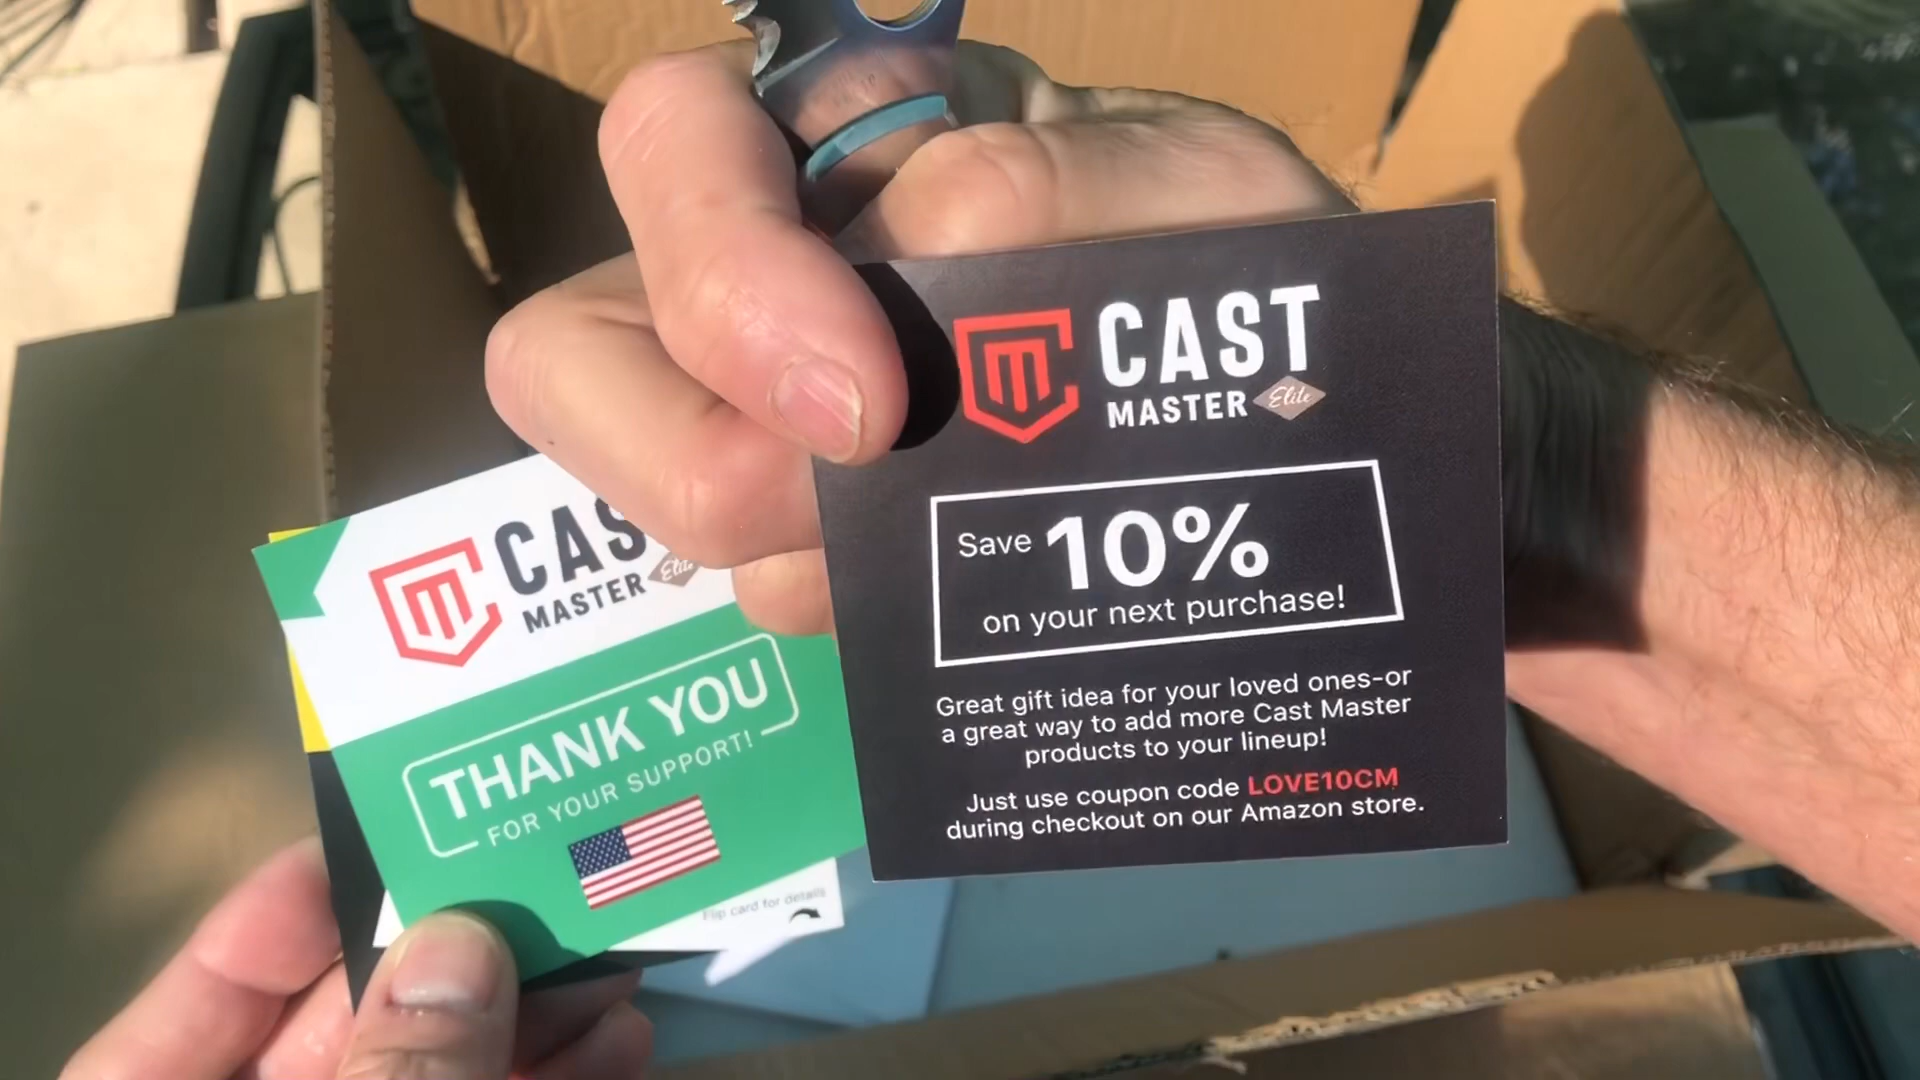 CAST
MASTER Elite
Save 10%
on your next purchase!
Great gift idea for your loved ones-or
a great way to add more Cast Master
products to your lineup!
Just use coupon code LOVE10CM
during checkout on our Amazon store.
CAS
MASTER Elite
THANK YOU
FOR YOUR SUPPORT!
Flip card for details